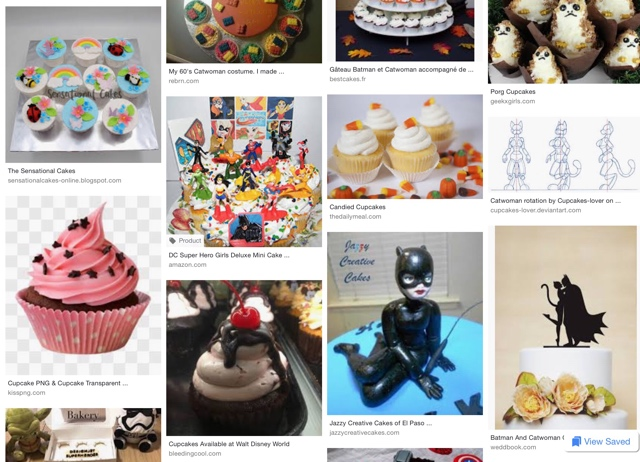 Sensational Cakes
The Sensational Cakes
sensationalcakes-online.blogspot.com
Cupcake PNG & Cupcake Transparent ...
kisspng.com
Bakery
My 60's Catwoman costume. I made ...
rebrn.com
Product
DC Super Hero Girls Deluxe Mini Cake ...
amazon.com
Cupcakes Available at Walt Disney World
bleedingcool.com
Gâteau Batman et Catwoman accompagné de ...
bestcakes.fr
Candied Cupcakes
thedailymeal.com
Jazzy
Creative
Cakes
Jazzy Creative Cakes of El Paso ...
jazzycreativecakes.com
Porg Cupcakes
geekxgirls.com
Catwoman rotation by Cupcakes-lover on ...
cupcakes-lover.deviantart.com
Batman And Catwoman
weddbook.com
View Saved